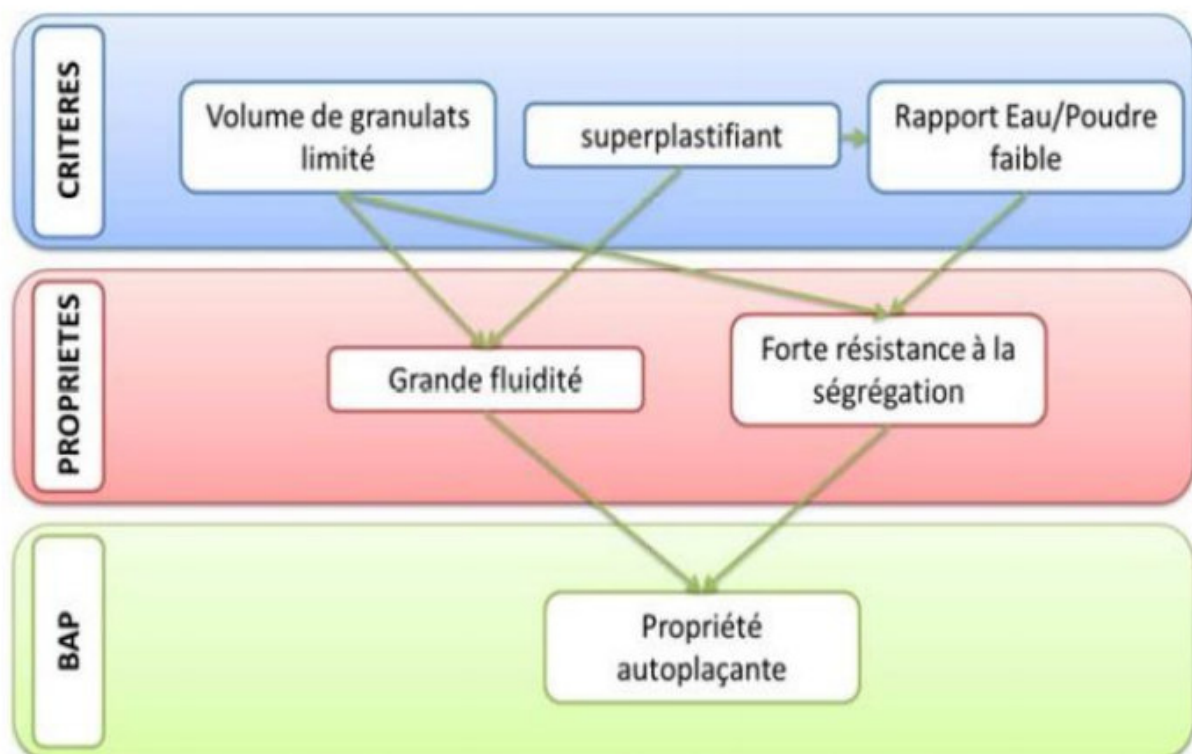 CRITERES
Volume de granulats
limité
superplastifiant
Rapport Eau/Poudre
faible
PROPRIETES
Grande fluidité
Forte résistance à la
ségrégation
BAP
Propriété
autoplaçante